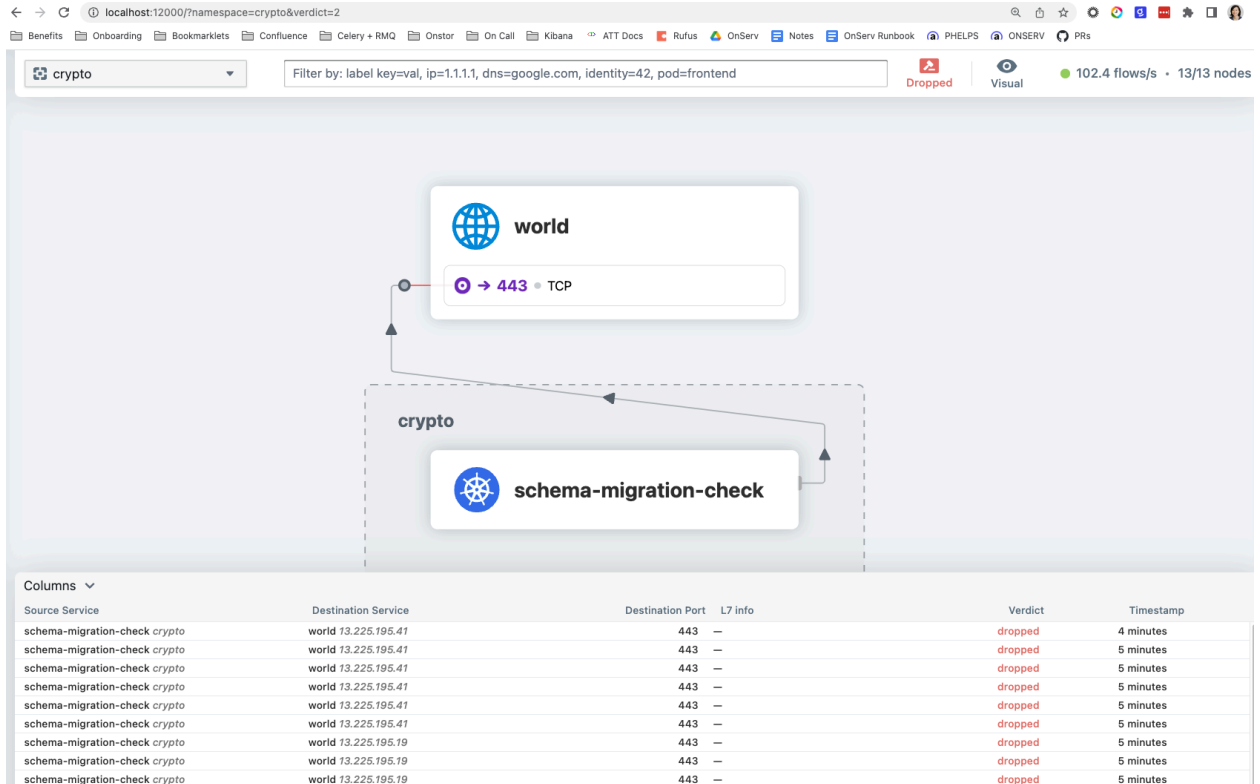 localhost:12000/?namespace=crypto&verdict=2
Benefits Onboarding Bookmarklets Confluence Celery + RMQ Onstor On Call Kibana ATT Docs Rufus OnServ Notes OnServ Runbook PHELPS ONSERV PRs
crypto Filter by: label key=val, ip=1.1.1.1, dns=google.com, identity=42, pod=frontend Dropped Visual 102.4 flows/s • 13/13 nodes
world
→ 443 TCP
crypto
schema-migration-check
Columns
Source Service Destination Service Destination Port L7 info Verdict Timestamp
schema-migration-check crypto world 13.225.195.41 443 — dropped 4 minutes
schema-migration-check crypto world 13.225.195.41 443 — dropped 5 minutes
schema-migration-check crypto world 13.225.195.41 443 — dropped 5 minutes
schema-migration-check crypto world 13.225.195.41 443 — dropped 5 minutes
schema-migration-check crypto world 13.225.195.41 443 — dropped 5 minutes
schema-migration-check crypto world 13.225.195.41 443 — dropped 5 minutes
schema-migration-check crypto world 13.225.195.19 443 — dropped 5 minutes
schema-migration-check crypto world 13.225.195.19 443 — dropped 5 minutes
schema-migration-check crypto world 13.225.195.19 443 — dropped 5 minutes